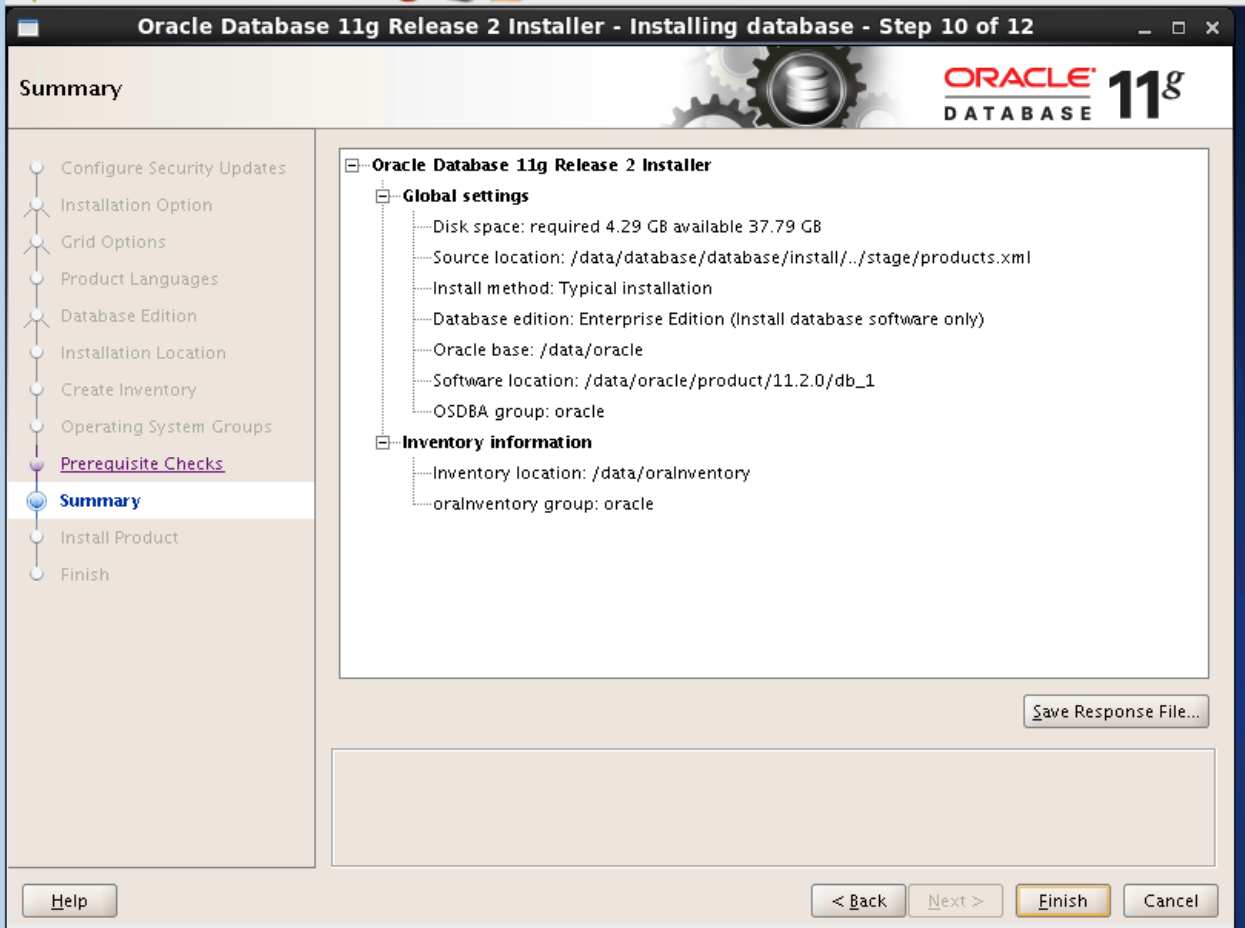 Oracle Database 11g Release 2 Installer - Installing database - Step 10 of 12
Summary
ORACLE
DATABASE
11g
Configure Security Updates
Installation Option
Grid Options
Product Languages
Database Edition
Installation Location
Create Inventory
Operating System Groups
Prerequisite Checks
Summary
Install Product
Finish
Oracle Database 11g Release 2 Installer
Global settings
Disk space: required 4.29 GB available 37.79 GB
Source location: /data/database/database/install/../stage/products.xml
Install method: Typical installation
Database edition: Enterprise Edition (Install database software only)
Oracle base: /data/oracle
Software location: /data/oracle/product/11.2.0/db_1
OSDBA group: oracle
Inventory information
Inventory location: /data/oraInventory
oraInventory group: oracle
Save Response File...
Help
< Back
Next >
Finish
Cancel